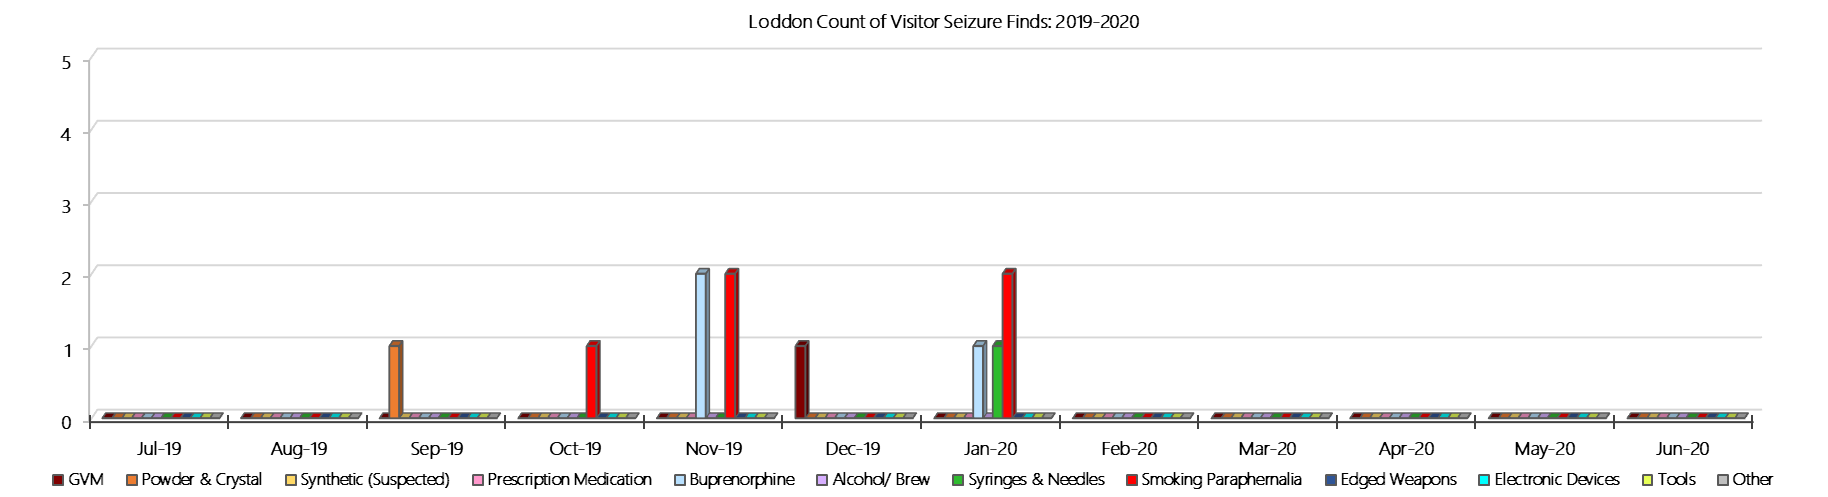 Loddon Count of Visitor Seizure Finds: 2019-2020
5
4
3
2
1
0
Jul-19 Aug-19 Sep-19 Oct-19 Nov-19 Dec-19 Jan-20 Feb-20 Mar-20 Apr-20 May-20 Jun-20
GVM Powder & Crystal Synthetic (Suspected) Prescription Medication Buprenorphine Alcohol/ Brew Syringes & Needles Smoking Paraphernalia Edged Weapons Electronic Devices Tools Other